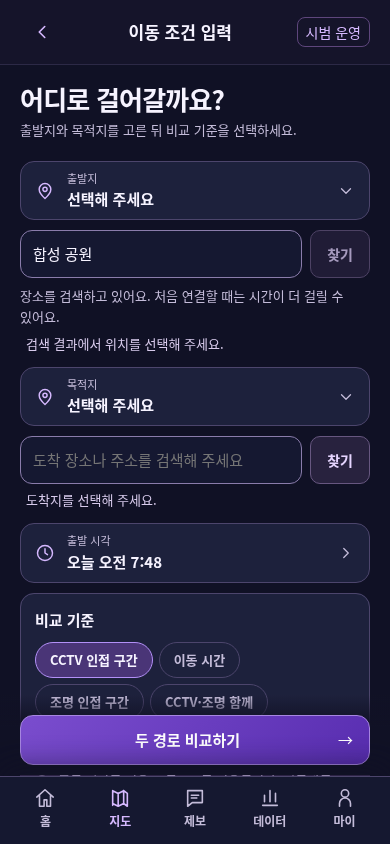 이동 조건 입력
시범 운영
어디로 걸어갈까요?
출발지와 목적지를 고른 뒤 비교 기준을 선택하세요.
출발지
선택해 주세요
합성 공원
찾기
장소를 검색하고 있어요. 처음 연결할 때는 시간이 더 걸릴 수
있어요.
검색 결과에서 위치를 선택해 주세요.
목적지
선택해 주세요
도착 장소나 주소를 검색해 주세요
찾기
도착지를 선택해 주세요.
출발 시각
오늘 오전 7:48
비교 기준
CCTV 인접 구간
이동 시간
조명 인접 구간
CCTV·조명 함께
두 경로 비교하기 →
홈
지도
제보
데이터
마이